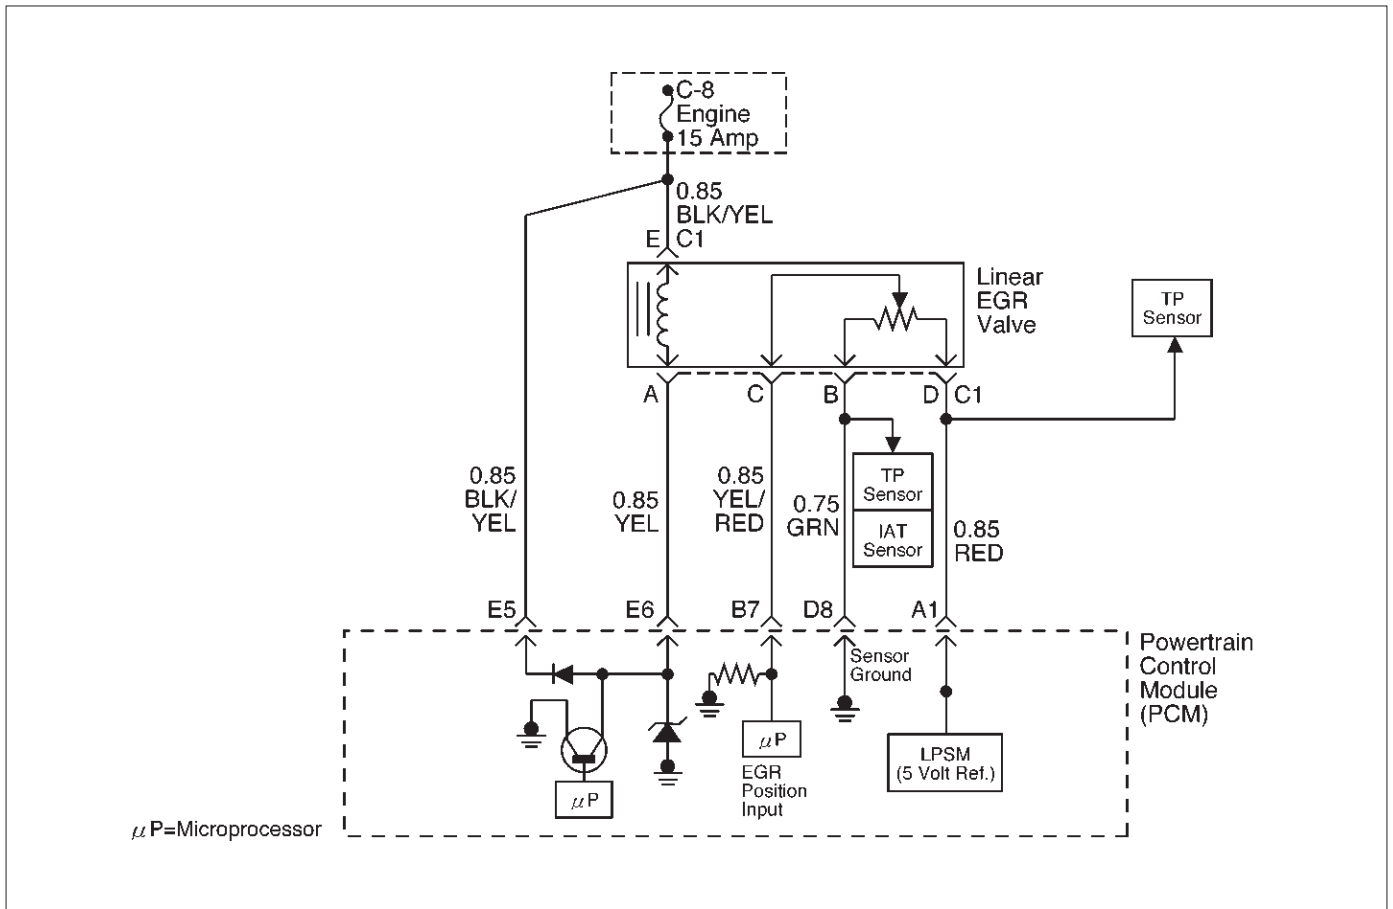 C-8
Engine
15 Amp
0.85
BLK/YEL
E C1
Linear
EGR
Valve
TP
Sensor
A C B D C1
0.85
BLK/
YEL
0.85
YEL
0.85
YEL/
RED
0.75
GRN
TP
Sensor
IAT
Sensor
0.85
RED
E5 E6 B7 D8 A1
Powertrain
Control
Module
(PCM)
Sensor
Ground
μP
EGR
Position
Input
LPSM
(5 Volt Ref.)
μP
μP=Microprocessor